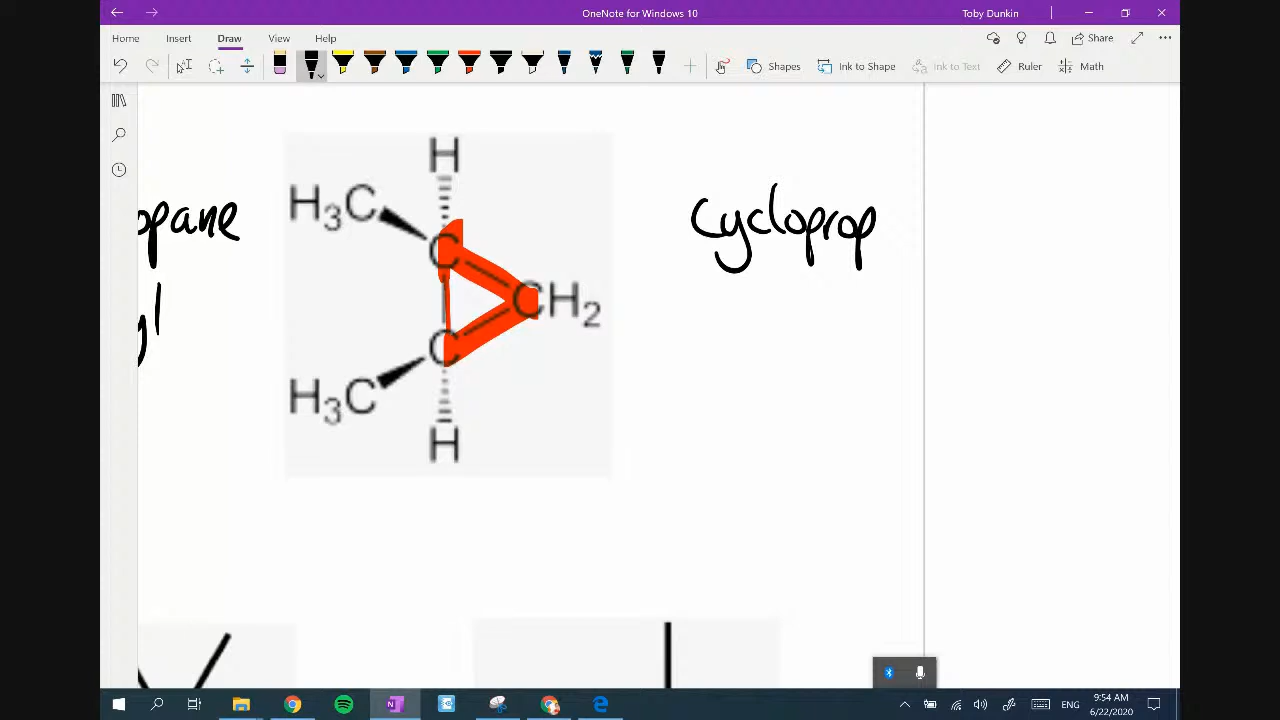 OneNote for Windows 10
Toby Dunkin
Home Insert Draw View Help
Share
Shapes Ink to Shape Ink to Text Ruler Math
H
H3C
C
opane
CH2
Cycloprop
yl
C
H3C
H
9:54 AM
ENG
6/22/2020